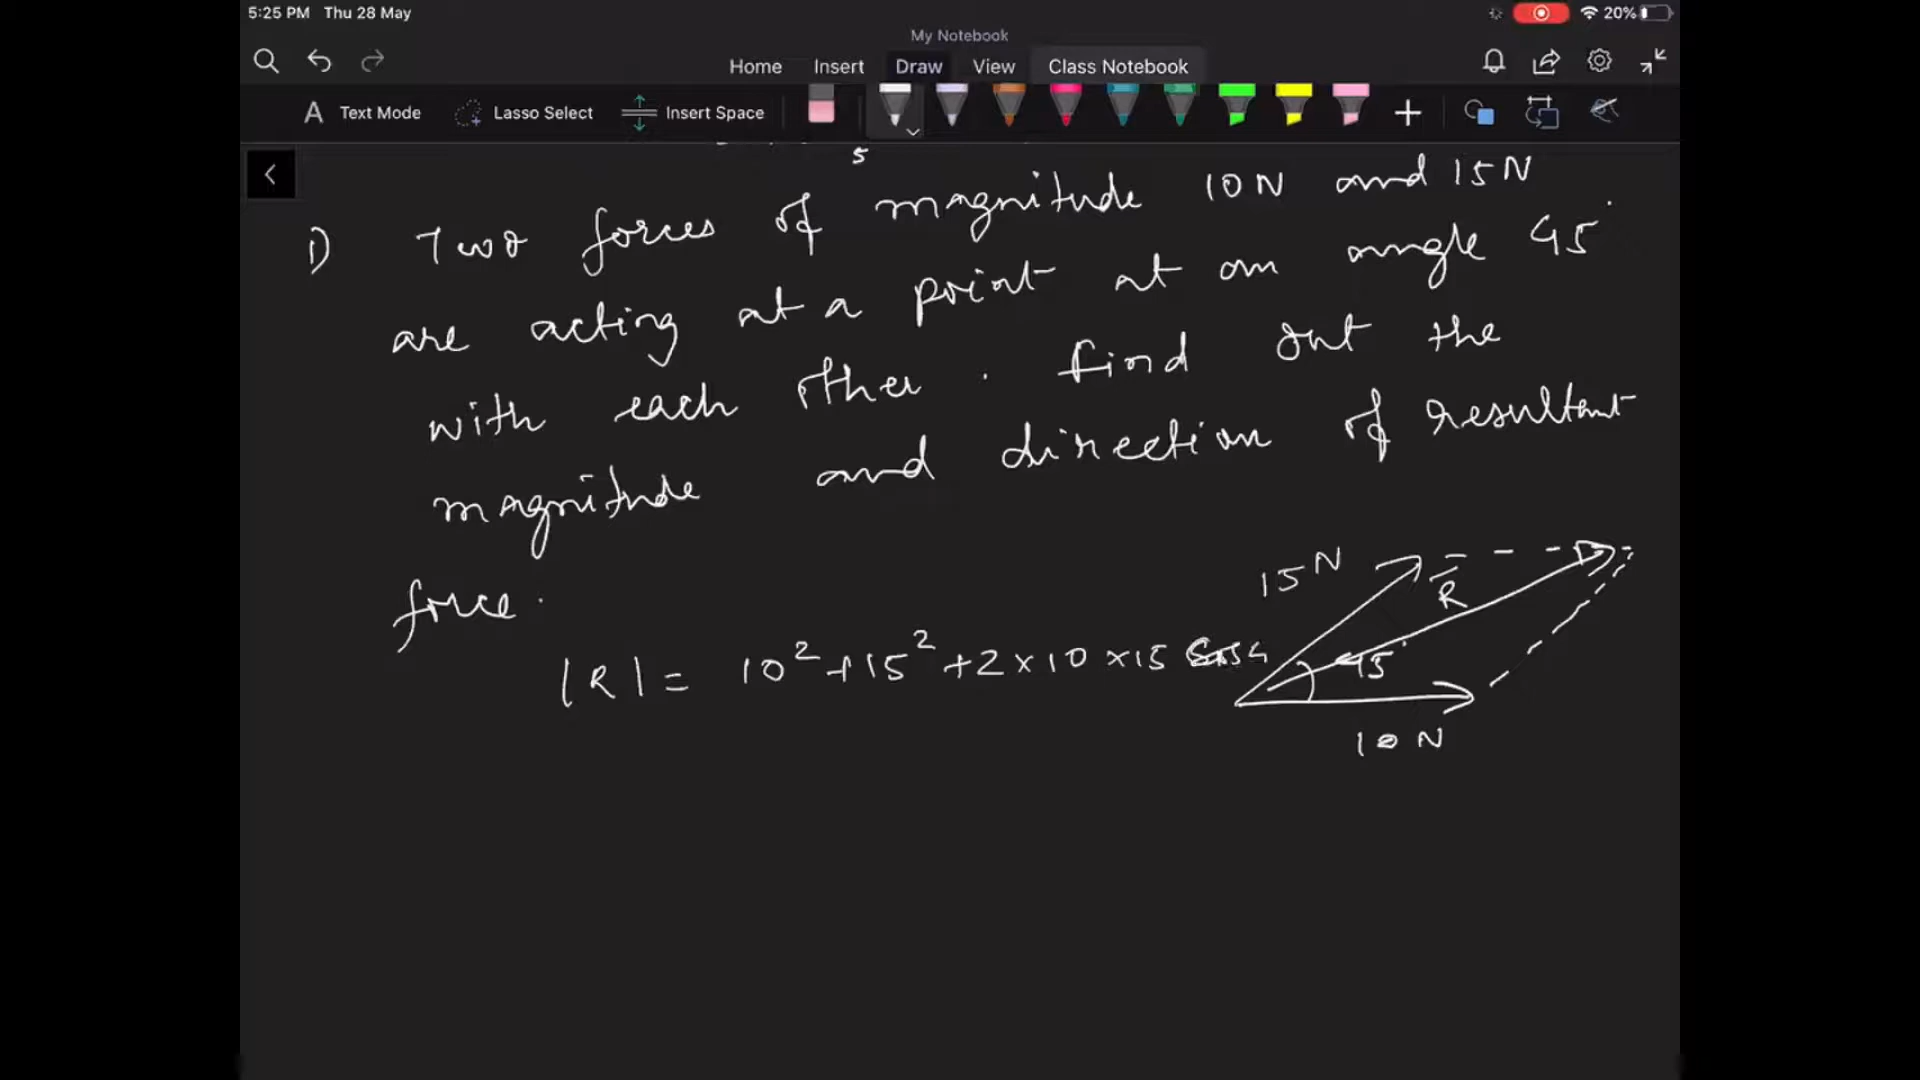 5:25 PM Thu 28 May
20%
My Notebook
Home Insert Draw View Class Notebook
A Text Mode Lasso Select Insert Space
5
1) Two forces of magnitude 10N and 15N
are acting at a point at an angle 45°
with each other. find out the
magnitude and direction of resultant
force.
15N
R
|R| = 10² + 15² + 2 × 10 × 15
45°
10 N